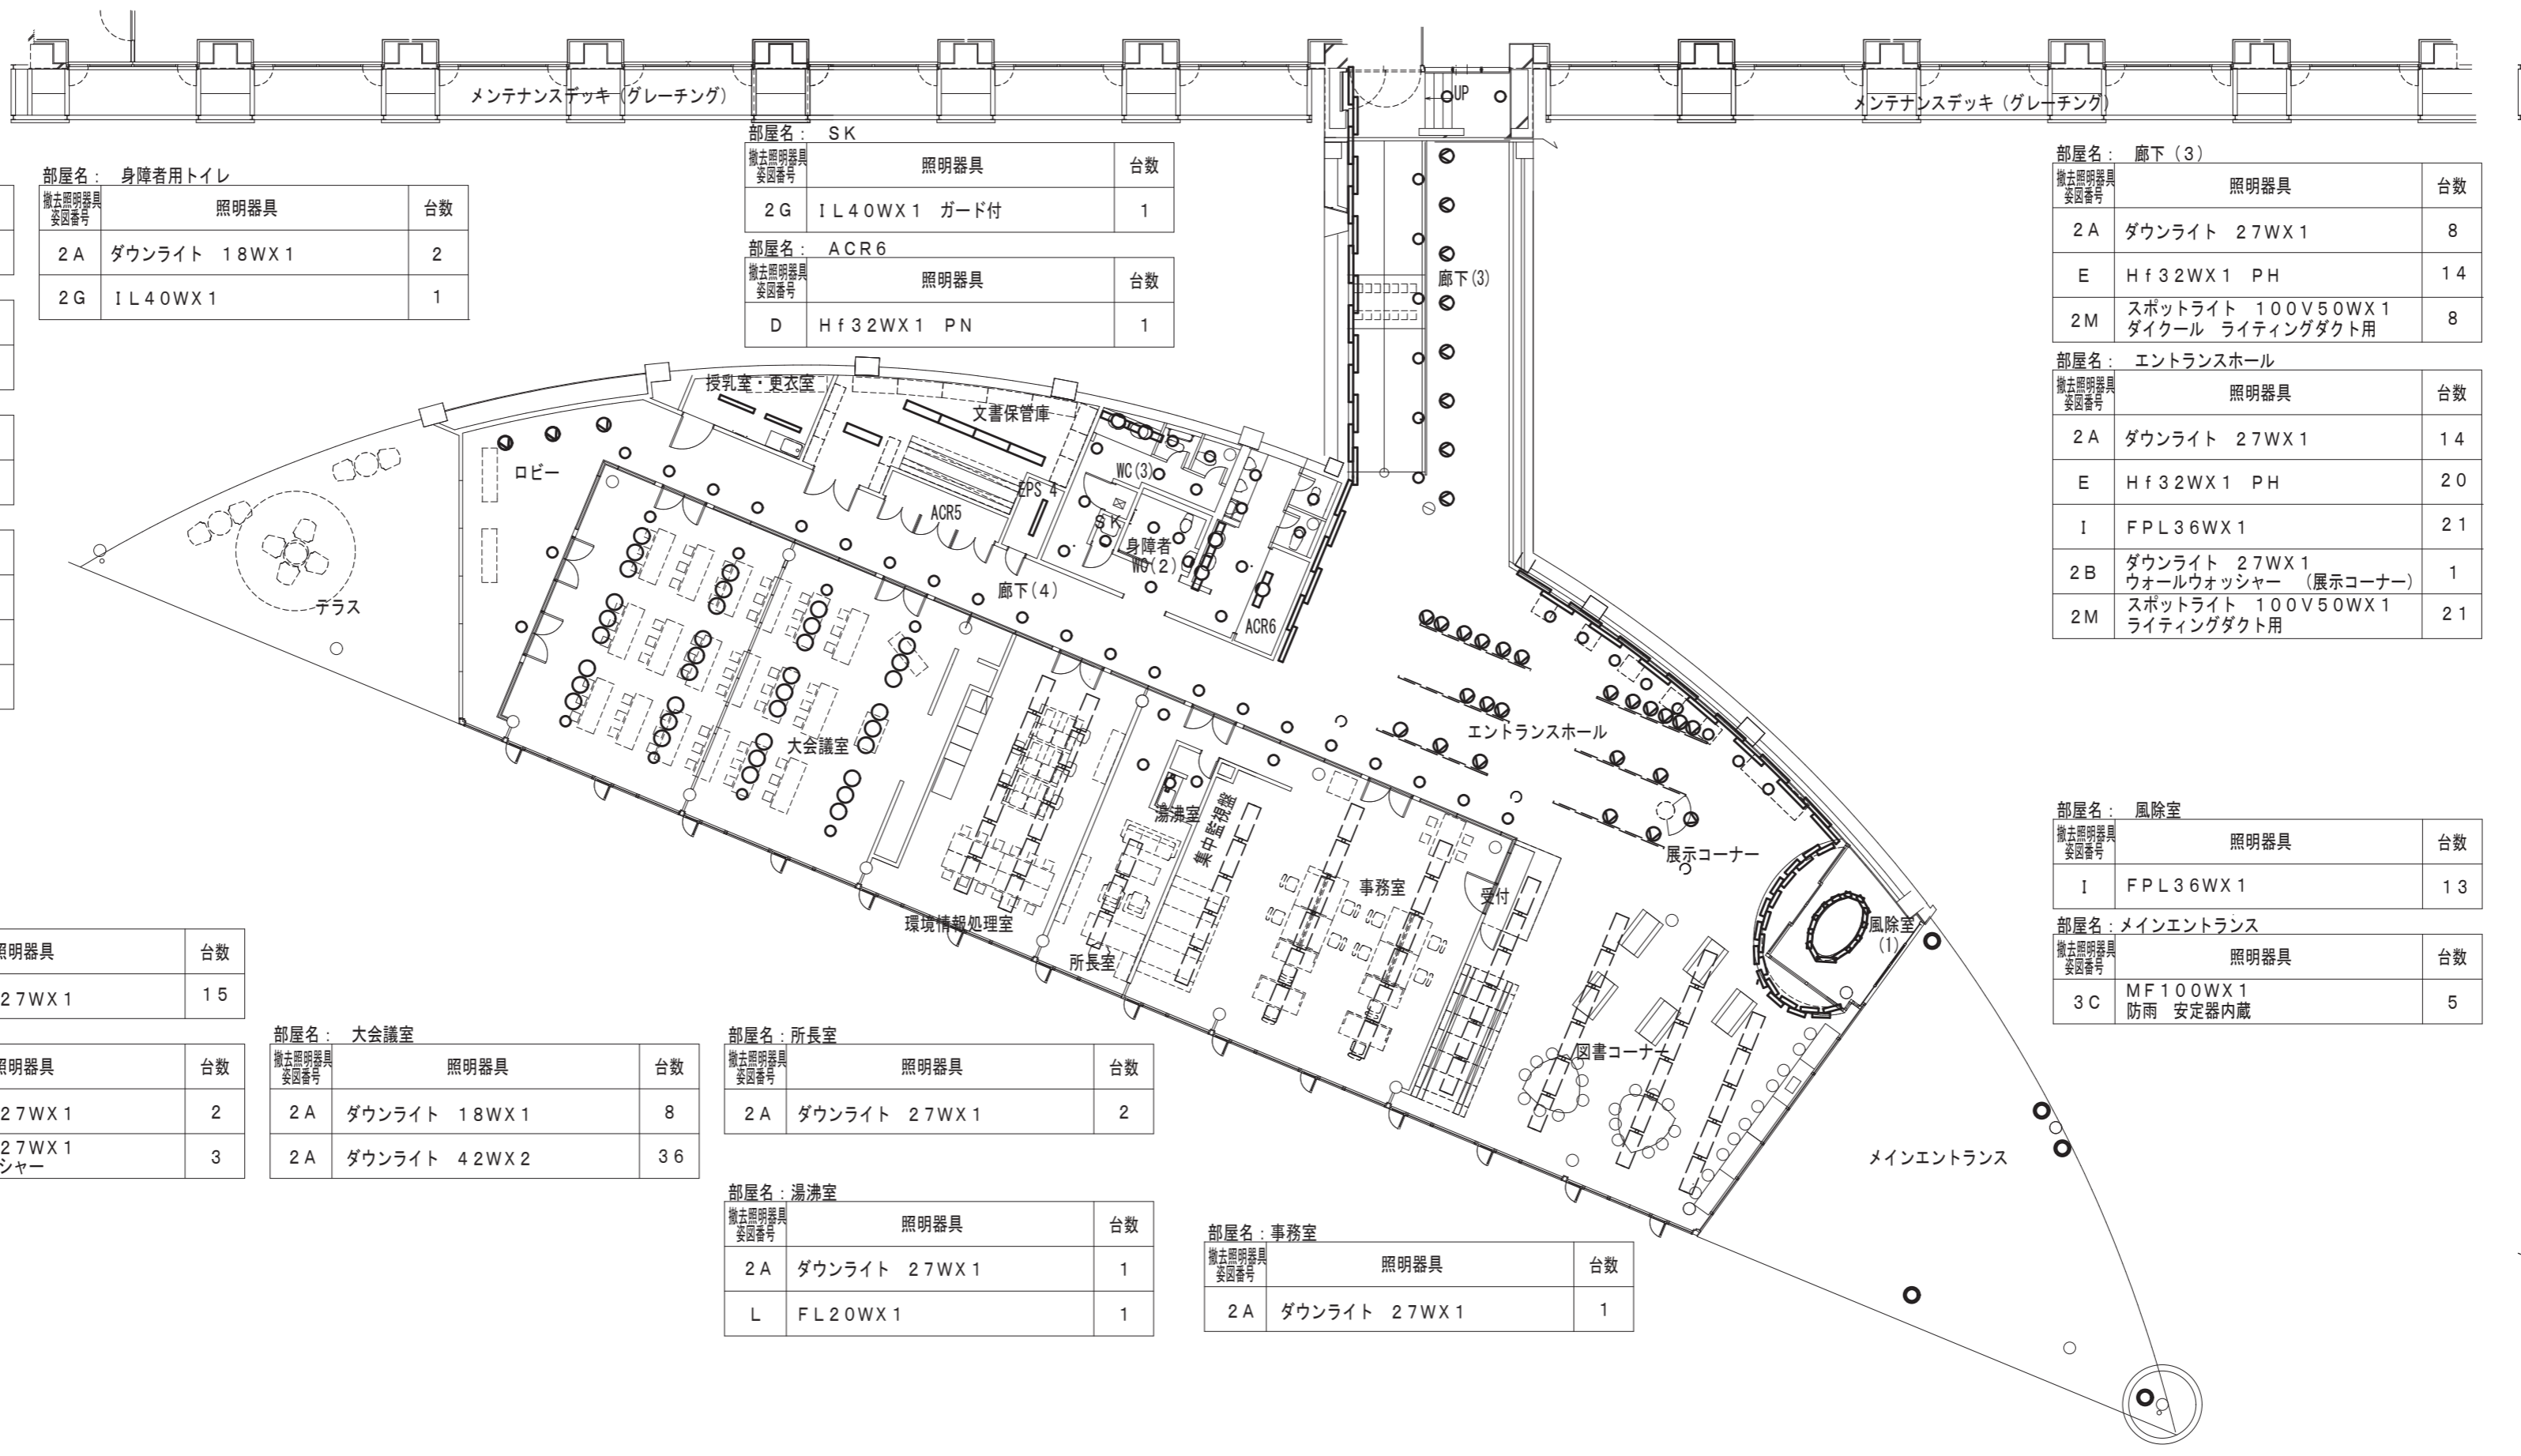 メンテナンスデッキ（グレーチング）
UP
メンテナンスデッキ（グレーチング）
部屋名： 身障者用トイレ
撤去照明器具姿図番号 照明器具 台数
２Ａ ダウンライト １８ＷＸ１ ２
２Ｇ ＩＬ４０ＷＸ１ １
部屋名： ＳＫ
撤去照明器具姿図番号 照明器具 台数
２Ｇ ＩＬ４０ＷＸ１ ガード付 １
部屋名： ＡＣＲ６
撤去照明器具姿図番号 照明器具 台数
Ｄ Ｈｆ３２ＷＸ１ ＰＮ １
部屋名： 廊下（３）
撤去照明器具姿図番号 照明器具 台数
２Ａ ダウンライト ２７ＷＸ１ ８
Ｅ Ｈｆ３２ＷＸ１ ＰＨ １４
２Ｍ スポットライト １００Ｖ５０ＷＸ１ ８
ダイクール ライティングダクト用
部屋名： エントランスホール
撤去照明器具姿図番号 照明器具 台数
２Ａ ダウンライト ２７ＷＸ１ １４
Ｅ Ｈｆ３２ＷＸ１ ＰＨ ２０
Ｉ ＦＰＬ３６ＷＸ１ ２１
２Ｂ ダウンライト ２７ＷＸ１ １
ウォールウォッシャー （展示コーナー）
２Ｍ スポットライト １００Ｖ５０ＷＸ１ ２１
ライティングダクト用
廊下(3)
授乳室・更衣室
文書保管庫
ロビー
WC(3)
EPS 4
ACR5
ＳＫ
身障者
WC(2)
廊下(4)
ACR6
テラス
エントランスホール
大会議室
湯沸室
集中監視盤
展示コーナー
事務室
受付
環境情報処理室
所長室
風除室
(1)
図書コーナー
メインエントランス
部屋名： 風除室
撤去照明器具姿図番号 照明器具 台数
Ｉ ＦＰＬ３６ＷＸ１ １３
部屋名：メインエントランス
撤去照明器具姿図番号 照明器具 台数
３Ｃ ＭＦ１００ＷＸ１ ５
防雨 安定器内蔵
照明器具 台数
２７ＷＸ１ １５
照明器具 台数
２７ＷＸ１ ２
２７ＷＸ１ ３
シャー
部屋名： 大会議室
撤去照明器具姿図番号 照明器具 台数
２Ａ ダウンライト １８ＷＸ１ ８
２Ａ ダウンライト ４２ＷＸ２ ３６
部屋名：所長室
撤去照明器具姿図番号 照明器具 台数
２Ａ ダウンライト ２７ＷＸ１ ２
部屋名：湯沸室
撤去照明器具姿図番号 照明器具 台数
２Ａ ダウンライト ２７ＷＸ１ １
Ｌ ＦＬ２０ＷＸ１ １
部屋名：事務室
撤去照明器具姿図番号 照明器具 台数
２Ａ ダウンライト ２７ＷＸ１ １